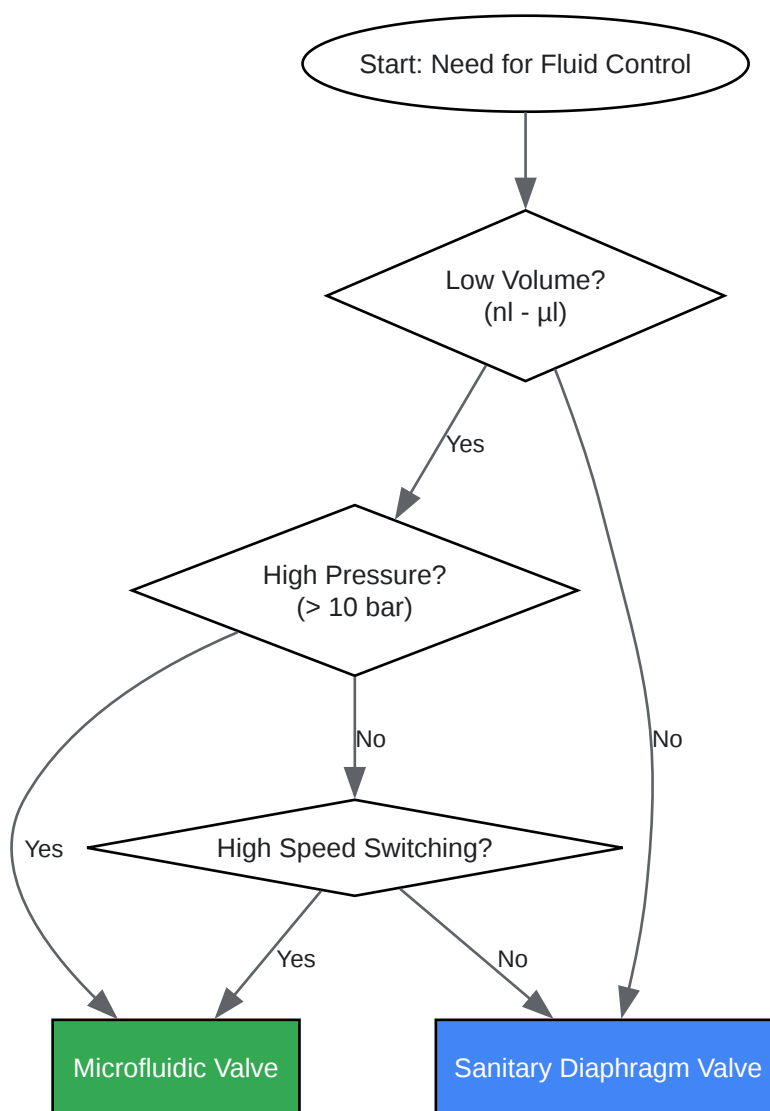 Start: Need for Fluid Control
Low Volume?
(nl - µl)
Yes
High Pressure?
(> 10 bar)
No
No
Yes
High Speed Switching?
Yes
No
Microfluidic Valve
Sanitary Diaphragm Valve